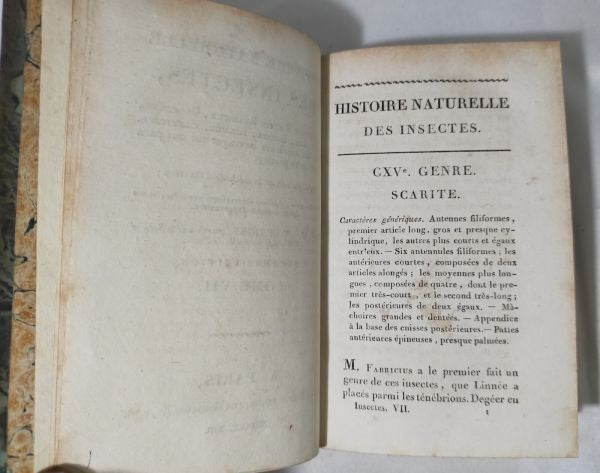 HISTOIRE NATURELLE
DES INSECTES.
CXVe. GENRE.
SCARITE.
Caractères génériques. Antennes filiformes,
premier article long, gros et presque cy-
lindrique, les autres plus courts et égaux
entr'eux. — Six antennules filiformes; les
antérieures courtes, composées de deux
articles alongés; les moyennes plus lon-
gues, composées de quatre, dont le pre-
mier très-court, et le second très-long;
les postérieures de deux égaux. — Mâ-
choires grandes et dentées. — Appendice
à la base des cuisses postérieures. — Pattes
antérieures épineuses, presque palmées.
M. FABRICIUS a le premier fait un
genre de ces insectes, que Linnée a
placés parmi les ténébrions. Degéer en
Insectes. VII. 1